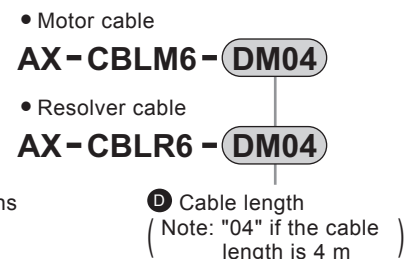 • Motor cable
AX-CBLM6-DM04
• Resolver cable
AX-CBLR6-DM04
ns
D Cable length
(Note: "04" if the cable
length is 4 m)